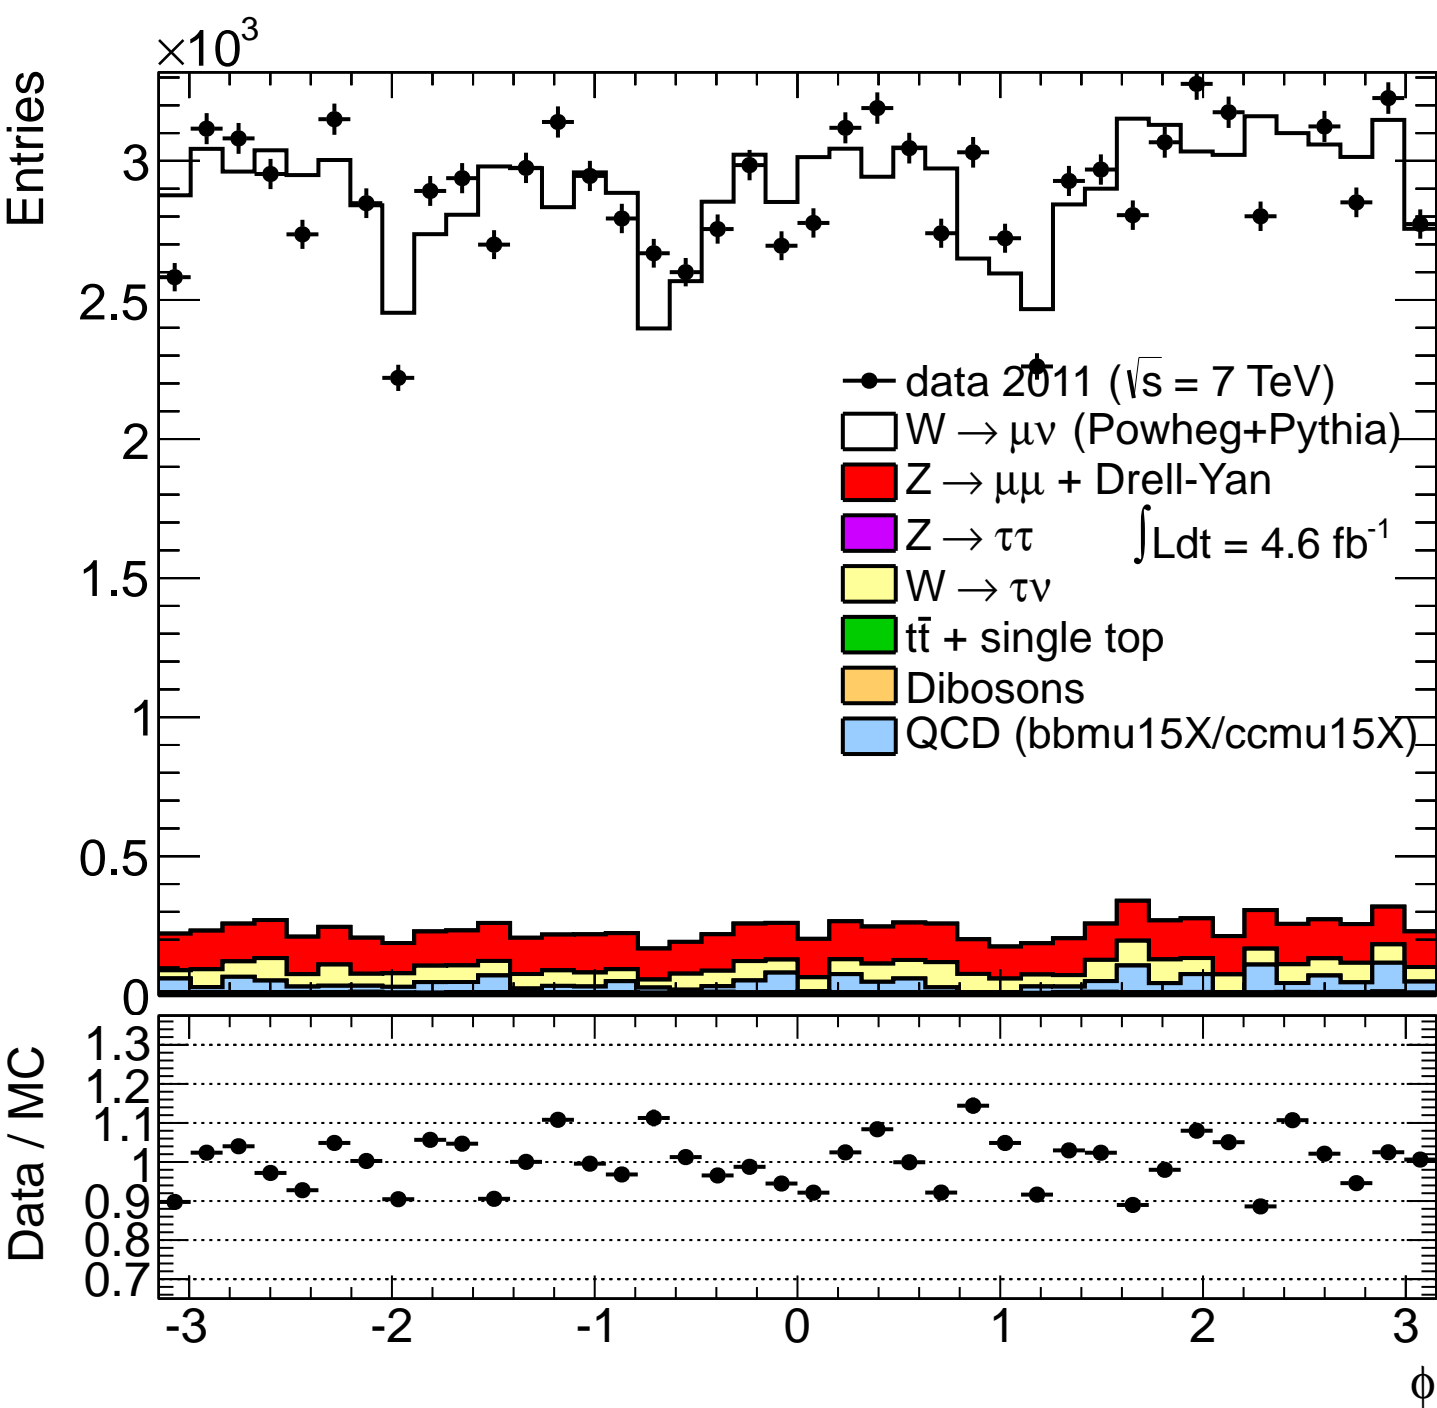 ×10³
Entries
3
2.5
2
1.5
1
0.5
0
data 2011 (√s = 7 TeV)
W → μν (Powheg+Pythia)
Z → μμ + Drell-Yan
Z → ττ
∫Ldt = 4.6 fb⁻¹
W → τν
tt̄ + single top
Dibosons
QCD (bbmu15X/ccmu15X)
Data / MC
1.3
1.2
1.1
1
0.9
0.8
0.7
-3 -2 -1 0 1 2 3
ϕ